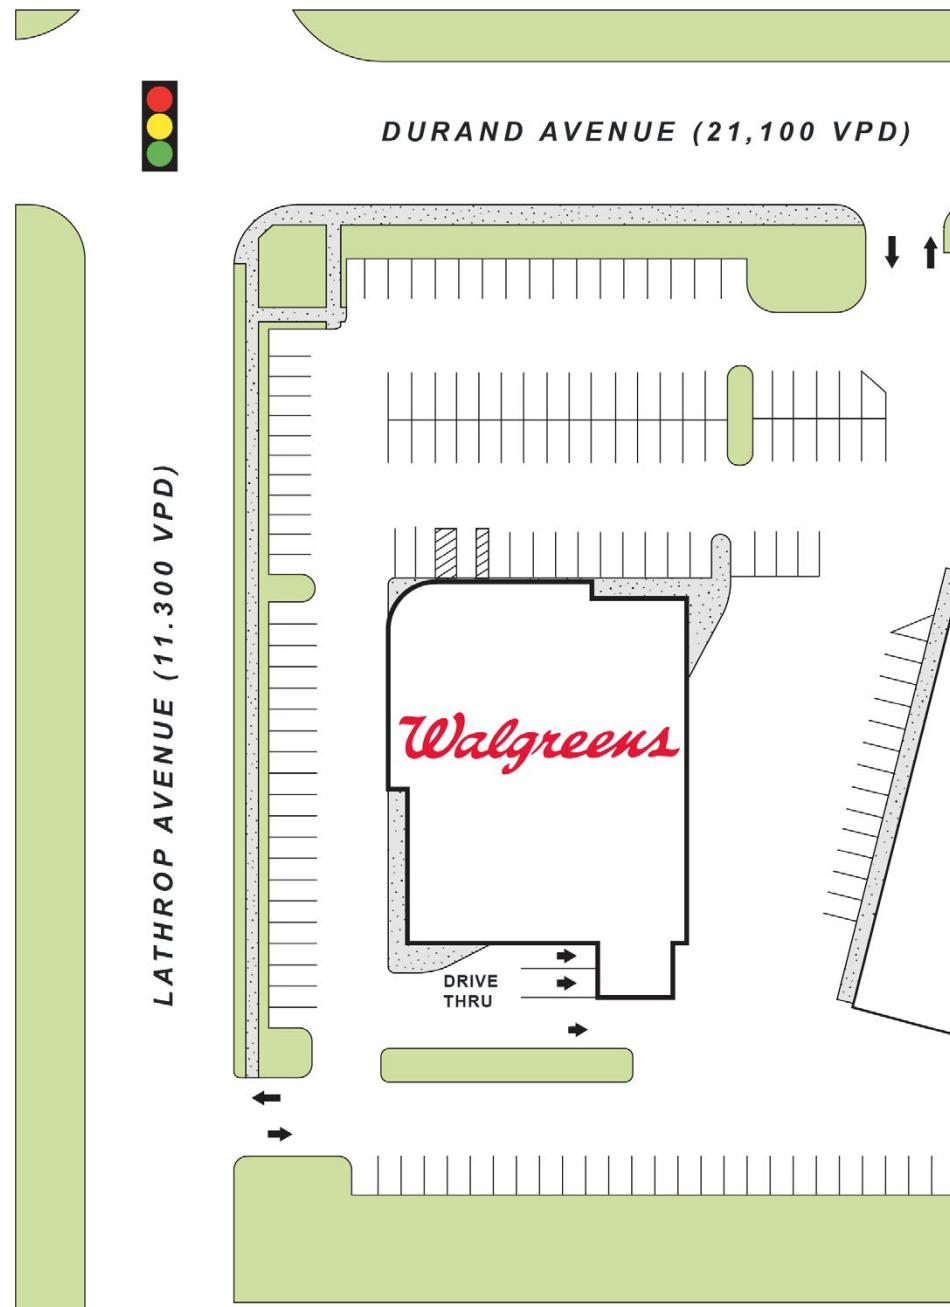 DURAND AVENUE (21,100 VPD)
LATHROP AVENUE (11.300 VPD)
Walgreens
DRIVE
THRU